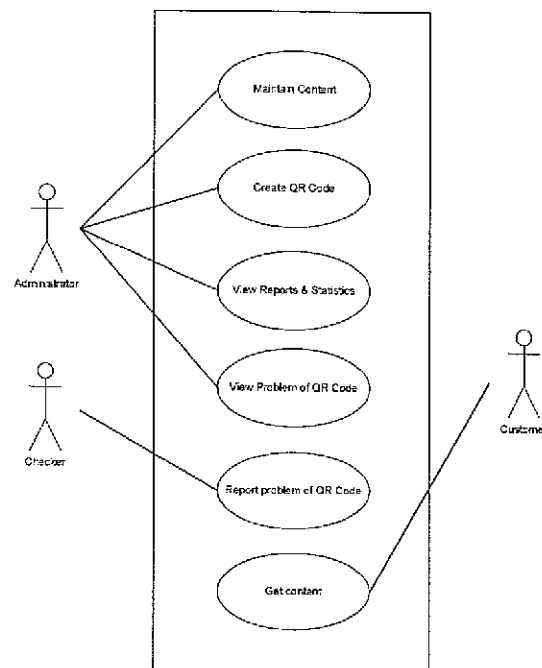 Maintain Content
Create QR Code
Administrator
View Reports & Statistics
View Problem of QR Code
Customer
Checker
Report problem of QR Code
Get content